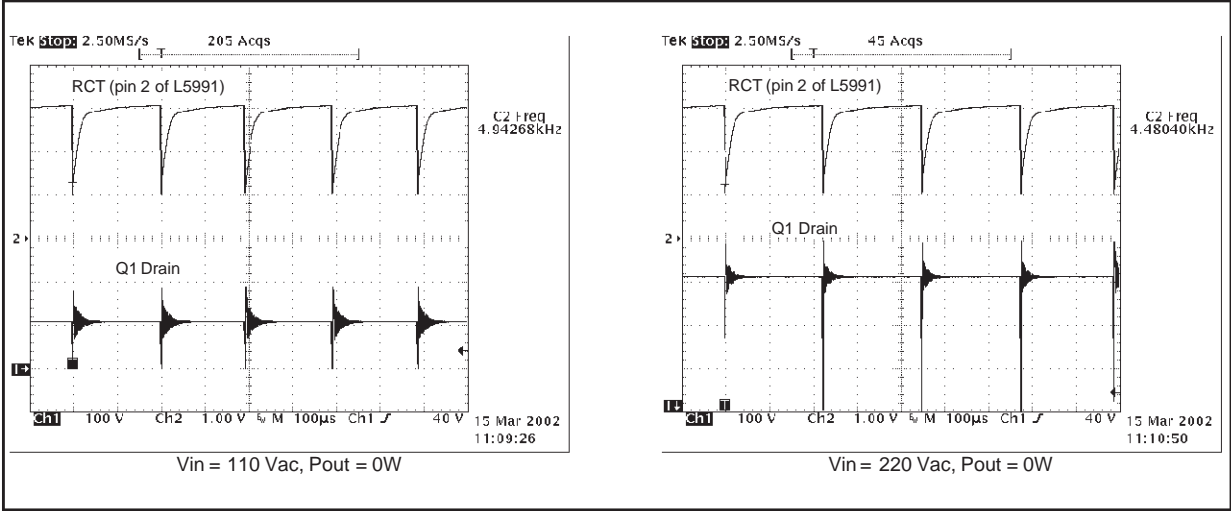 Tek Stop: 2.50MS/s 205 Acqs
T
RCT (pin 2 of L5991)
C2 Freq
4.94268kHz
2
Q1 Drain
1
Ch1 100 V Ch2 1.00 V M 100µs Ch1 40 V
15 Mar 2002
11:09:26
Vin = 110 Vac, Pout = 0W
Tek Stop: 2.50MS/s 45 Acqs
T
RCT (pin 2 of L5991)
C2 Freq
4.48040kHz
2
Q1 Drain
1
T
Ch1 100 V Ch2 1.00 V M 100µs Ch1 40 V
15 Mar 2002
11:10:50
Vin = 220 Vac, Pout = 0W